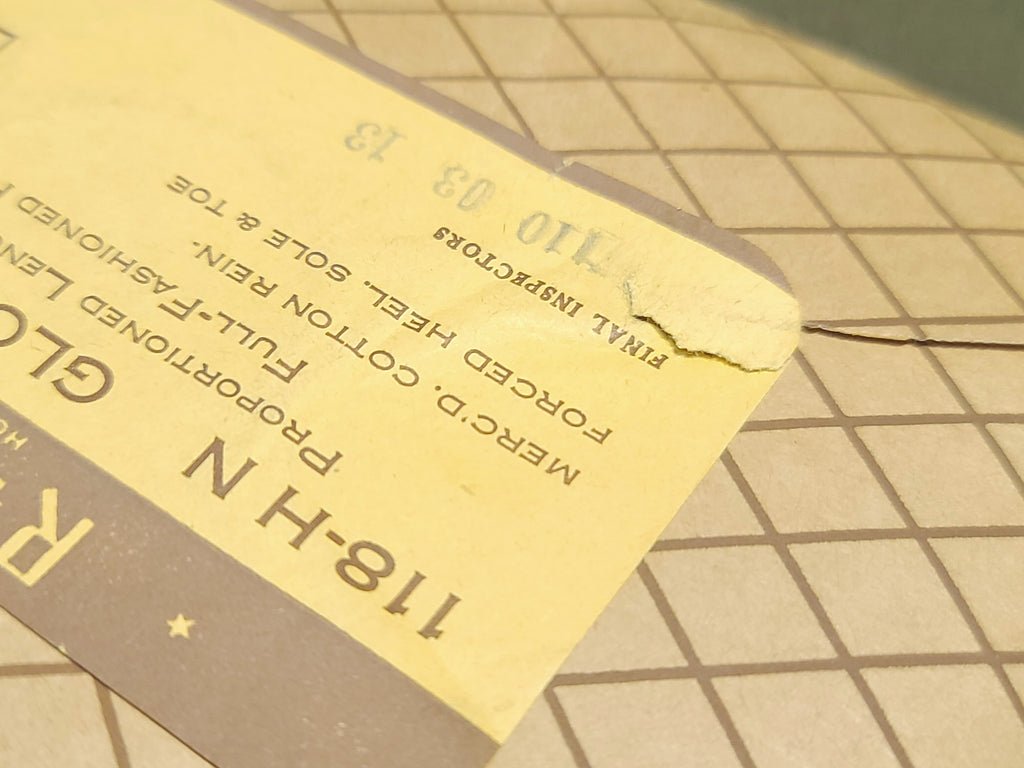 118-H N
PROPORTIONED
FULL-FASHIONED
MERC'D. COTTON REIN-
FORCED HEEL, SOLE & TOE
FINAL INSPECTORS
110 03 13